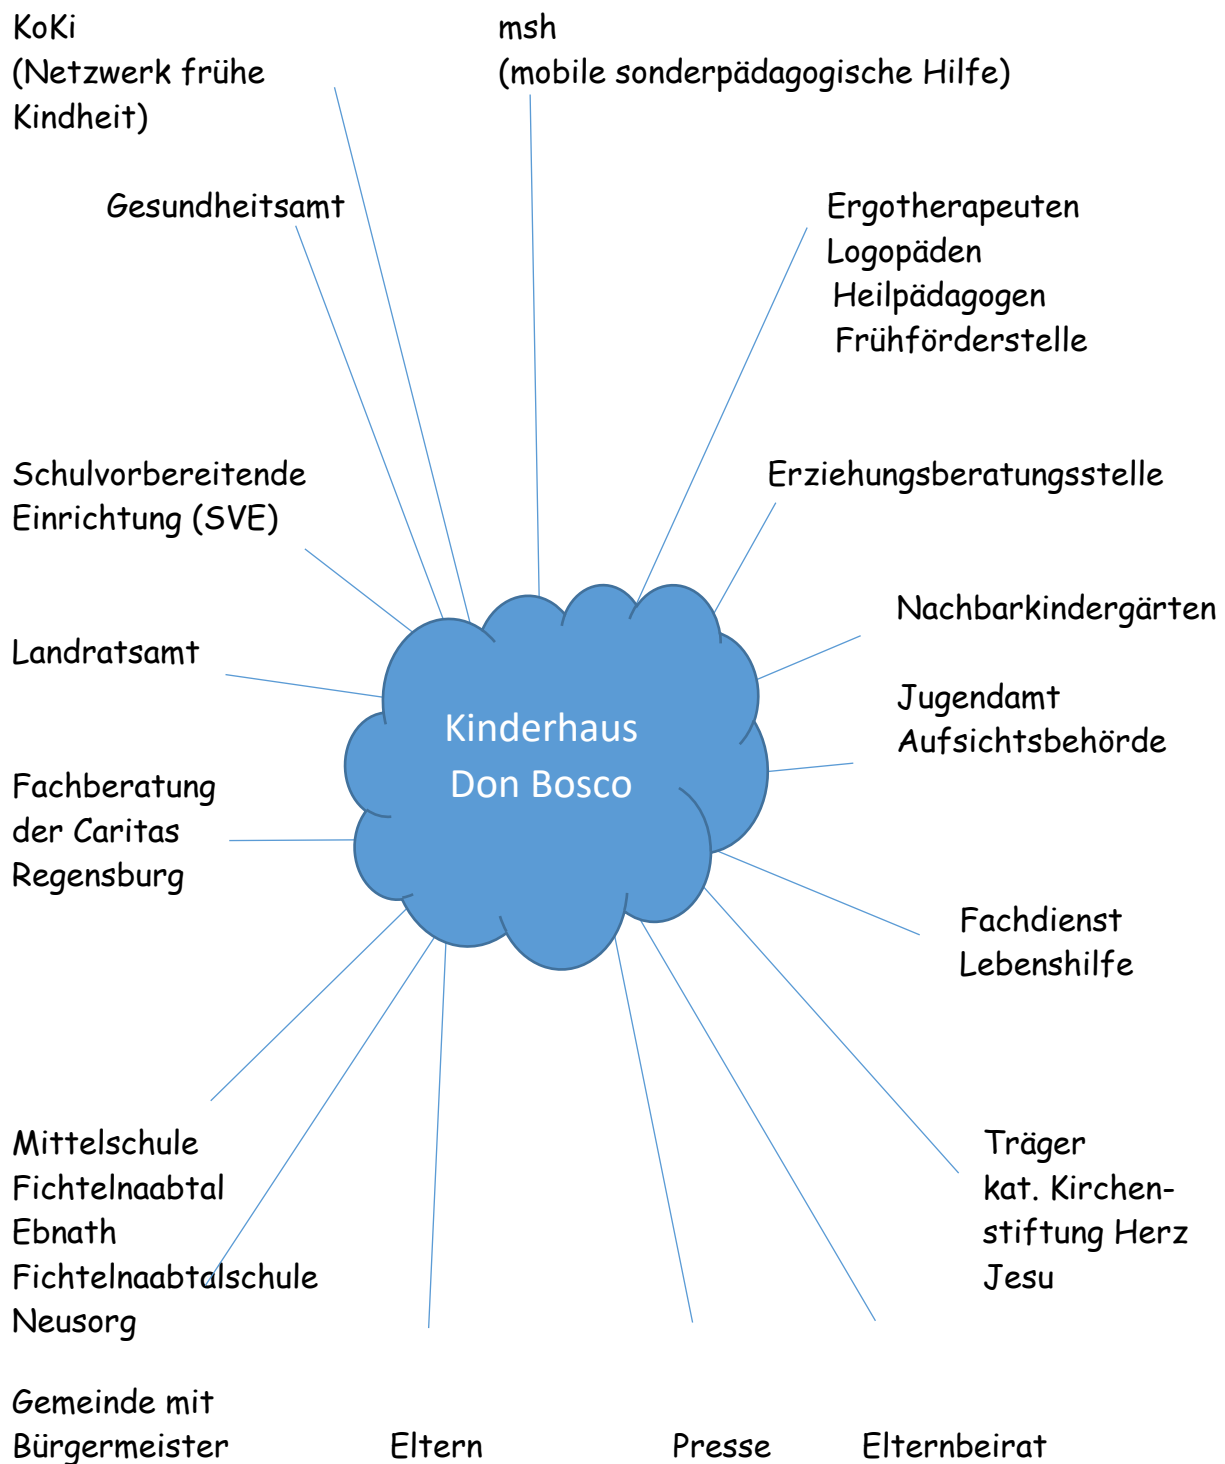 KoKi
(Netzwerk frühe
Kindheit)
msh
(mobile sonderpädagogische Hilfe)
Gesundheitsamt
Ergotherapeuten
Logopäden
Heilpädagogen
Frühförderstelle
Schulvorbereitende
Einrichtung (SVE)
Erziehungsberatungsstelle
Nachbarkindergärten
Landratsamt
Jugendamt
Aufsichtsbehörde
Kinderhaus
Don Bosco
Fachberatung
der Caritas
Regensburg
Fachdienst
Lebenshilfe
Mittelschule
Fichtelnaabtal
Ebnath
Fichtelnaabtalschule
Neusorg
Träger
kat. Kirchen-
stiftung Herz
Jesu
Gemeinde mit
Bürgermeister
Eltern
Presse
Elternbeirat